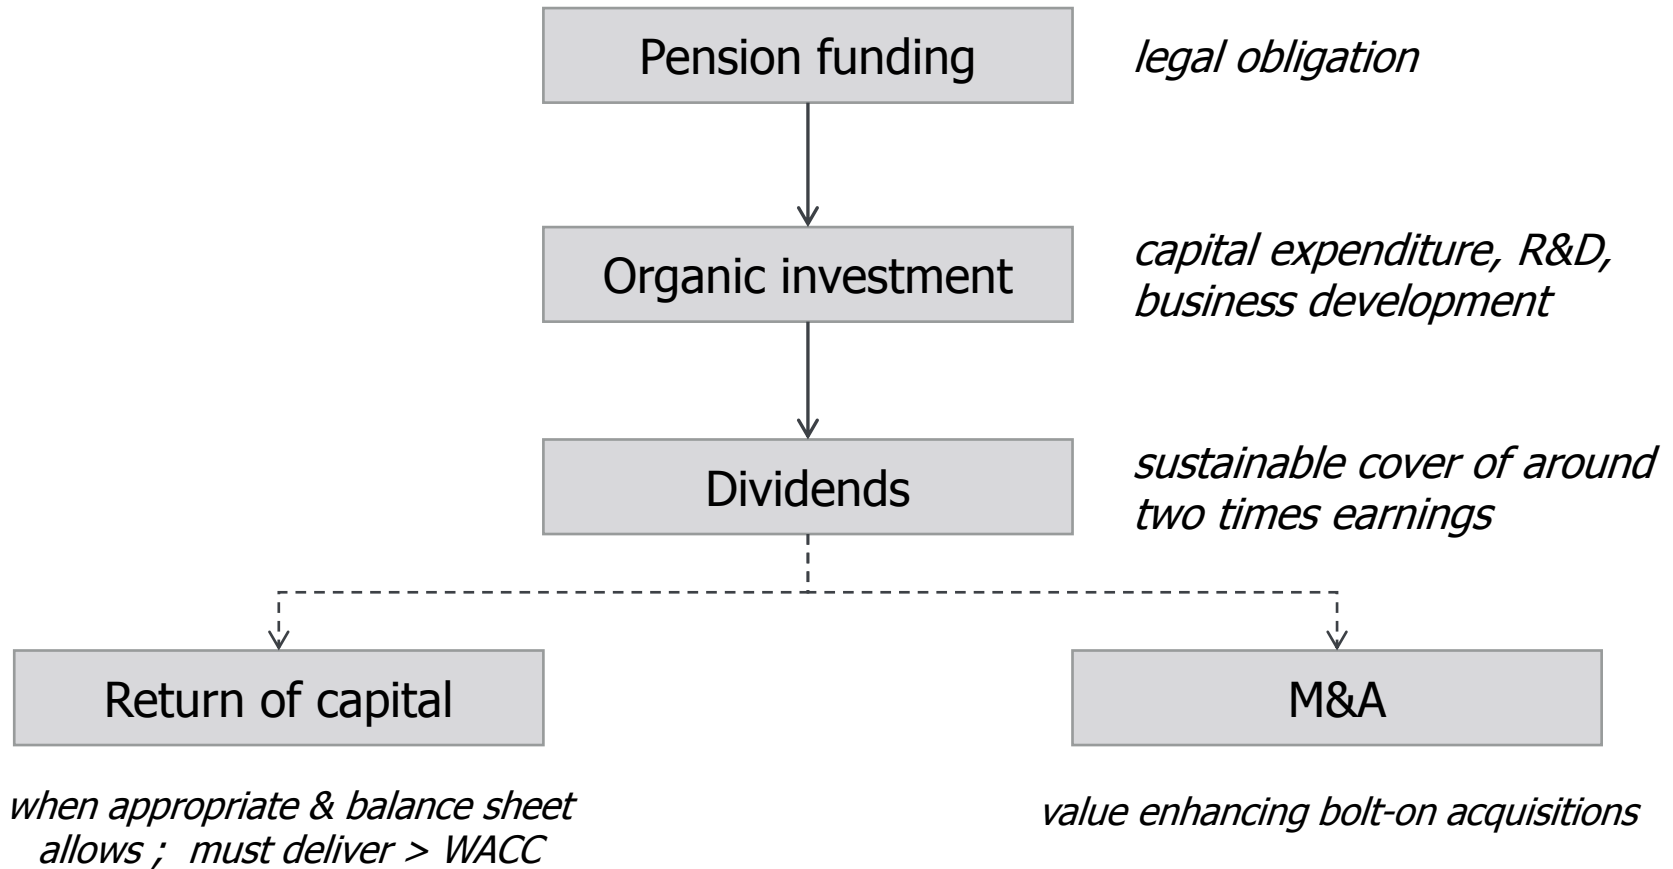 Pension funding
legal obligation
Organic investment
capital expenditure, R&D,
business development
Dividends
sustainable cover of around
two times earnings
Return of capital
when appropriate & balance sheet
allows ;  must deliver > WACC
M&A
value enhancing bolt-on acquisitions